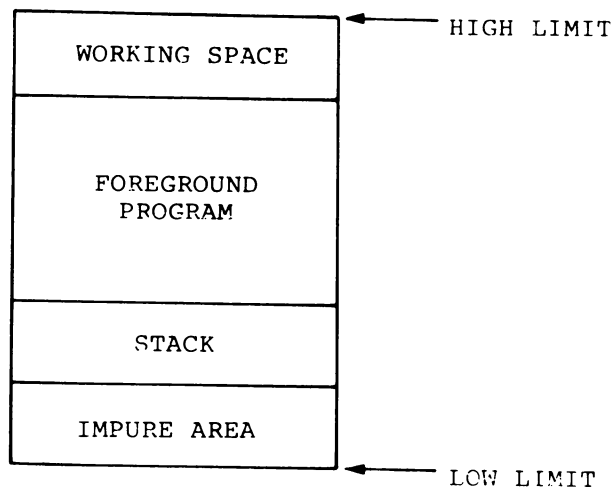 HIGH LIMIT
WORKING SPACE
FOREGROUND
PROGRAM
STACK
IMPURE AREA
LOW LIMIT